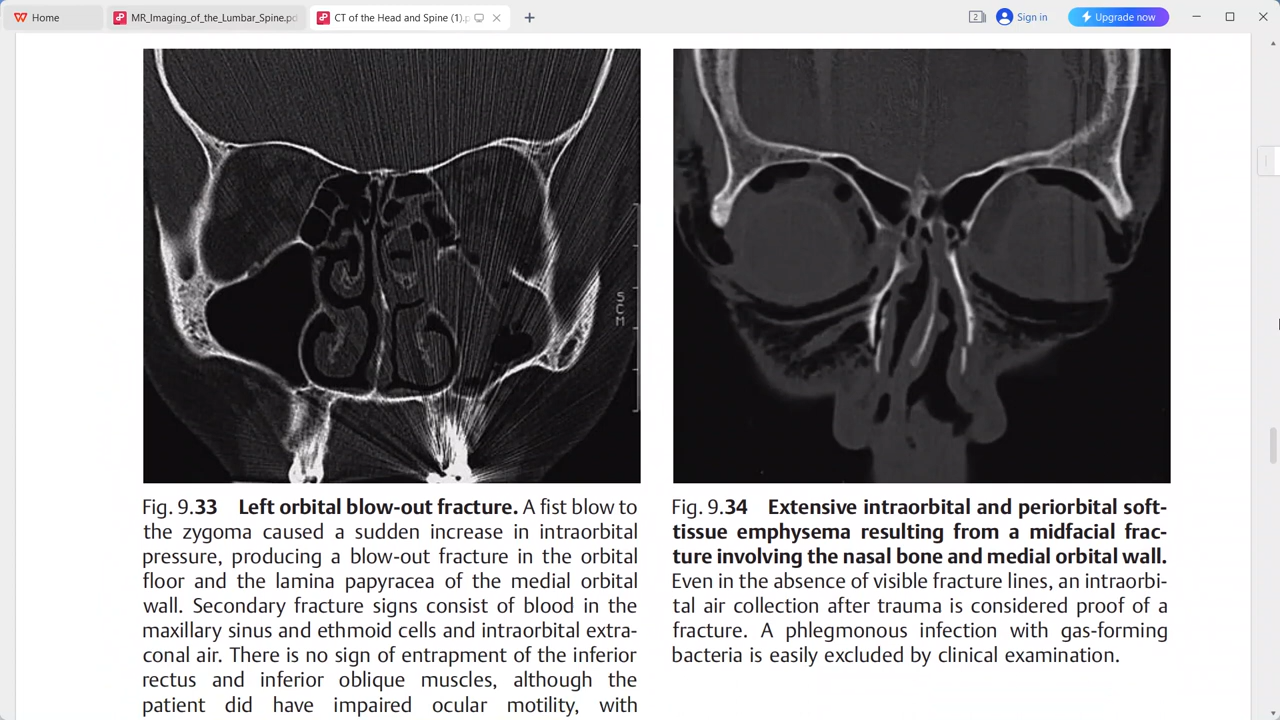 Home
MR_Imaging_of_the_Lumbar_Spine.pd
CT of the Head and Spine (1).p
2
Sign in
Upgrade now
5
C
M
Fig. 9.33 Left orbital blow-out fracture. A fist blow to
the zygoma caused a sudden increase in intraorbital
pressure, producing a blow-out fracture in the orbital
floor and the lamina papyracea of the medial orbital
wall. Secondary fracture signs consist of blood in the
maxillary sinus and ethmoid cells and intraorbital extra-
conal air. There is no sign of entrapment of the inferior
rectus and inferior oblique muscles, although the
patient did have impaired ocular motility, with
Fig. 9.34 Extensive intraorbital and periorbital soft-
tissue emphysema resulting from a midfacial frac-
ture involving the nasal bone and medial orbital wall.
Even in the absence of visible fracture lines, an intraorbi-
tal air collection after trauma is considered proof of a
fracture. A phlegmonous infection with gas-forming
bacteria is easily excluded by clinical examination.